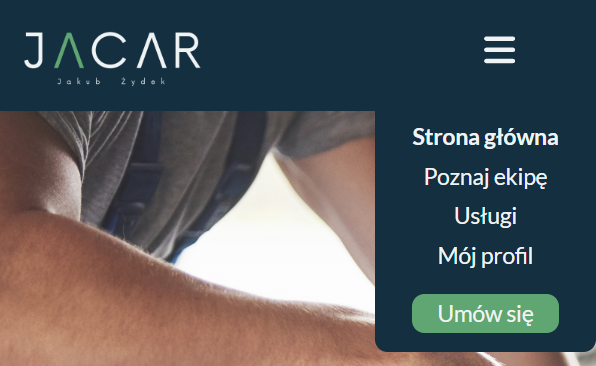 JACAR
Jakub Żydek
Strona główna
Poznaj ekipę
Usługi
Mój profil
Umów się